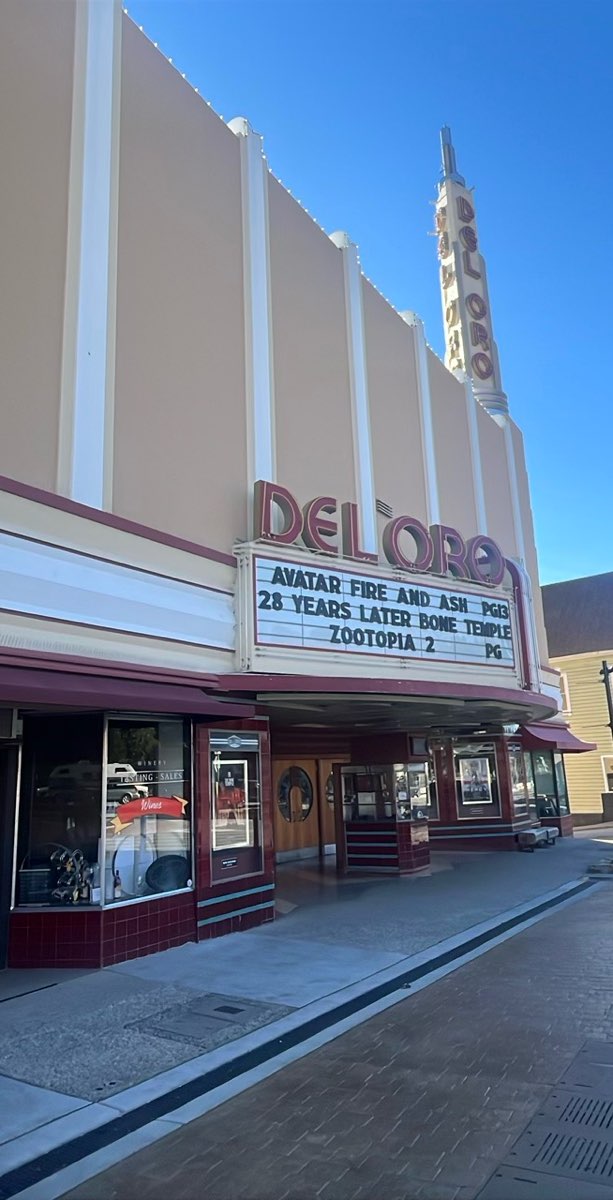 DEL ORO
DEL ORO
AVATAR FIRE AND ASH PG13
28 YEARS LATER BONE TEMPLE
ZOOTOPIA 2 PG
WINERY
TASTING - SALES
Wines